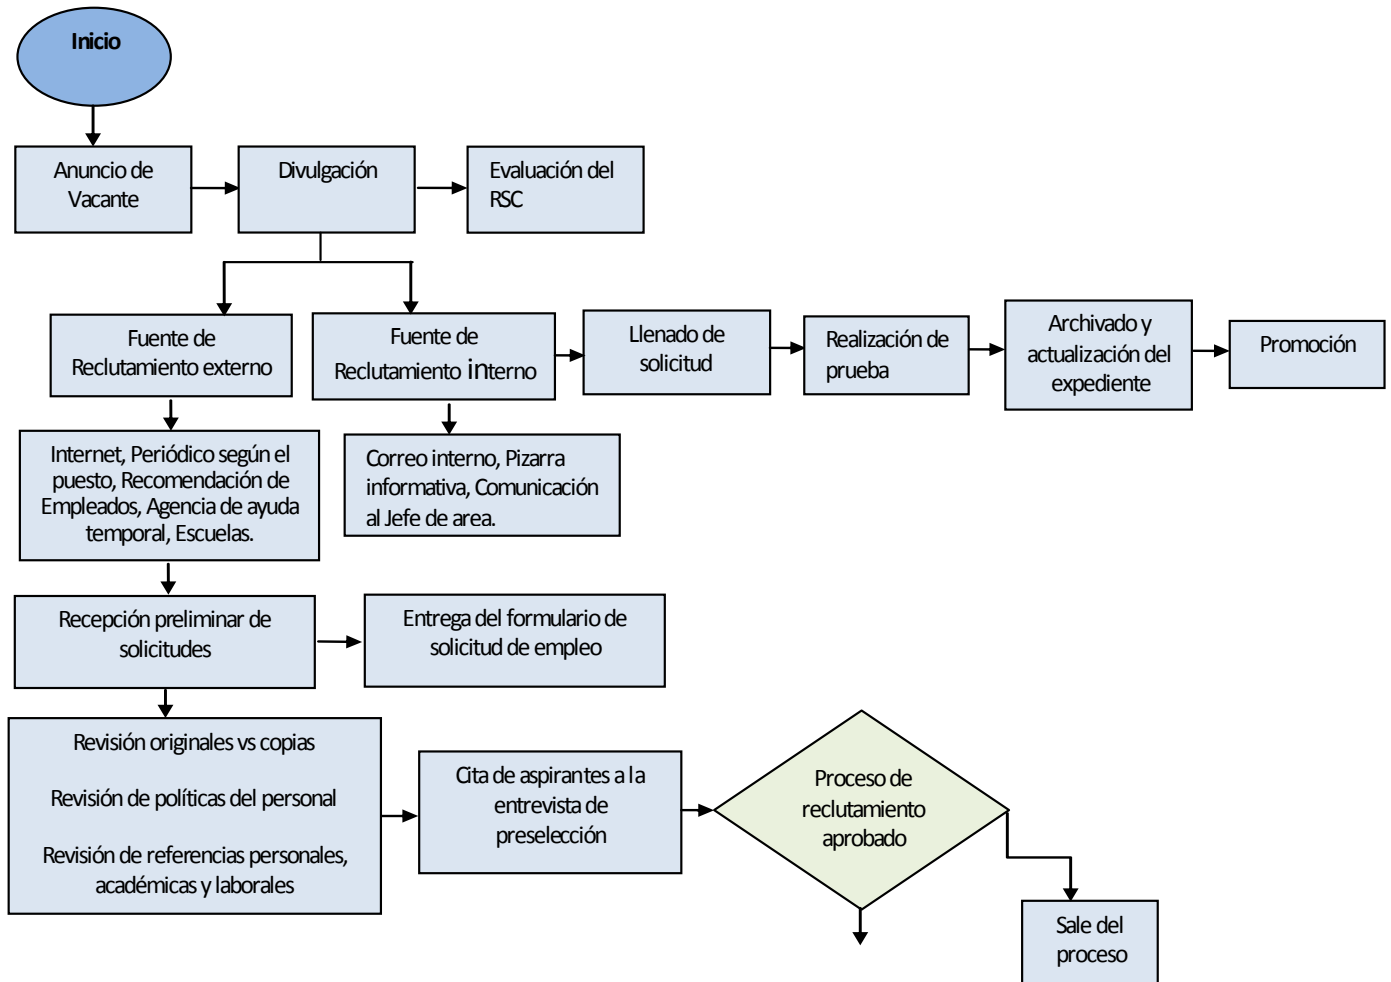 Inicio
Anuncio de
Vacante
Divulgación
Evaluación del
RSC
Fuente de
Reclutamiento externo
Fuente de
Reclutamiento interno
Llenado de
solicitud
Realización de
prueba
Archivado y
actualización del
expediente
Promoción
Internet, Periódico según el
puesto, Recomendación de
Empleados, Agencia de ayuda
temporal, Escuelas.
Correo interno, Pizarra
informativa, Comunicación
al Jefe de area.
Recepción preliminar de
solicitudes
Entrega del formulario de
solicitud de empleo
Revisión originales vs copias
Revisión de políticas del personal
Revisión de referencias personales,
académicas y laborales
Cita de aspirantes a la
entrevista de
preselección
Proceso de
reclutamiento
aprobado
Sale del
proceso